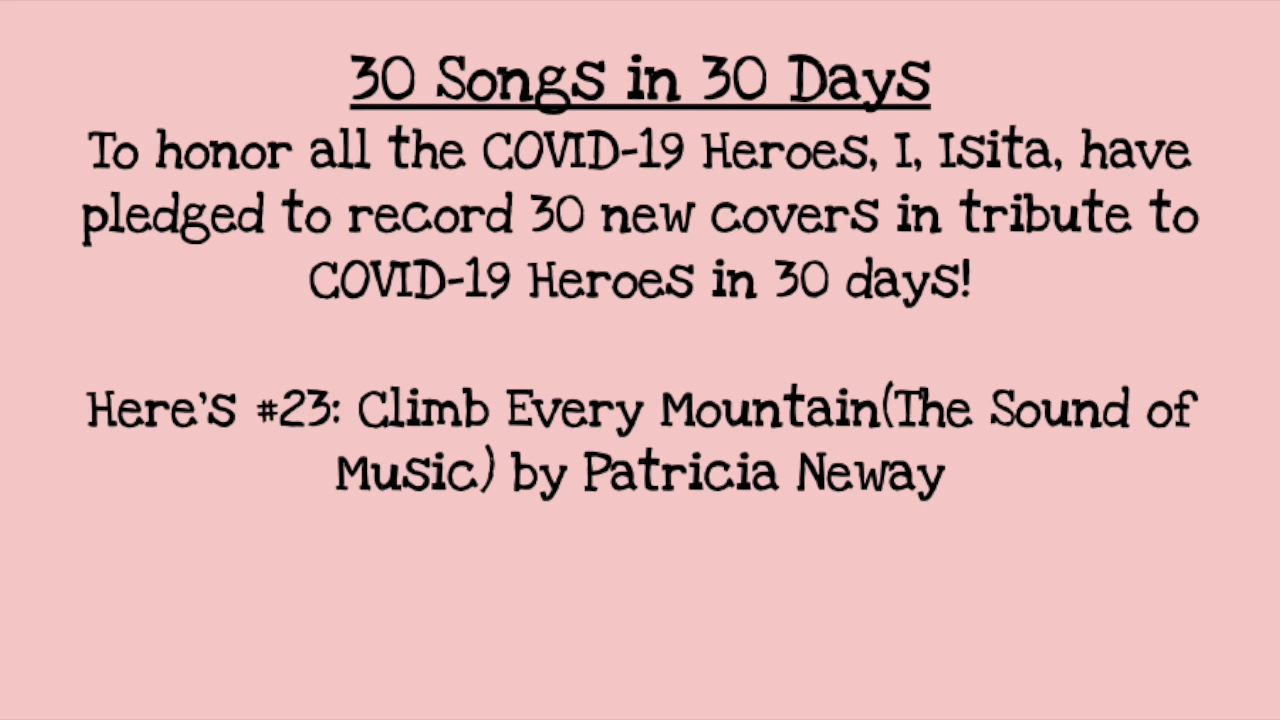 30 Songs in 30 Days
To honor all the COVID-19 Heroes, I, Isita, have
pledged to record 30 new covers in tribute to
COVID-19 Heroes in 30 days!
Here's #23: Climb Every Mountain(The Sound of
Music) by Patricia Neway